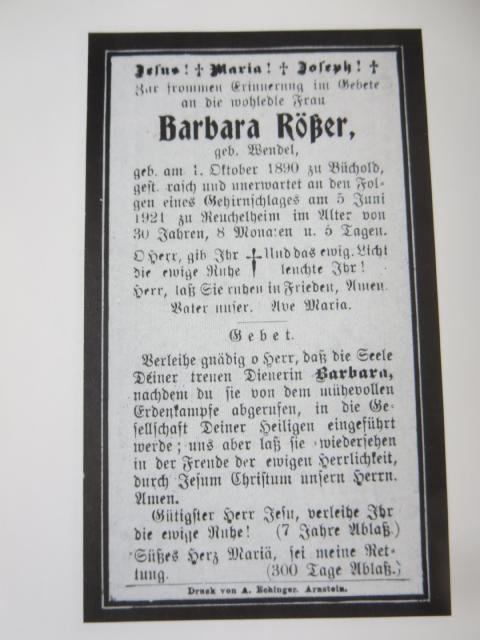 Jesus! † Maria! † Joseph! †
Zur frommen Erinnerung im Gebete
an die wohledle Frau
Barbara Rößer,
geb. Wendel,
geb. am 1. Oktober 1890 zu Büchold,
gest. rasch und unerwartet an den Fol-
gen eines Gehirnschlages am 5 Juni
1921 zu Reuchelheim im Alter von
30 Jahren, 8 Monaten u. 5 Tagen.
O Herr, gib Ihr † Und das ewig. Licht
die ewige Ruhe leuchte Ihr!
Herr, laß Sie ruhen in Frieden, Amen.
Vater unser. Ave Maria.
Gebet.
Verleihe gnädig o Herr, daß die Seele
Deiner treuen Dienerin Barbara,
nachdem du sie von dem mühevollen
Erdenkampfe abgerufen, in die Ge-
sellschaft Deiner Heiligen eingeführt
werde; uns aber laß sie wiedersehen
in der Freude der ewigen Herrlichkeit,
durch Jesum Christum unsern Herrn.
Amen.
Gütigster Herr Jesu, verleihe Ihr
die ewige Ruhe! (7 Jahre Ablaß.)
Süßes Herz Mariä, sei meine Ret-
tung. (300 Tage Ablaß.)
Druck von A. Echinger. Arnstein.